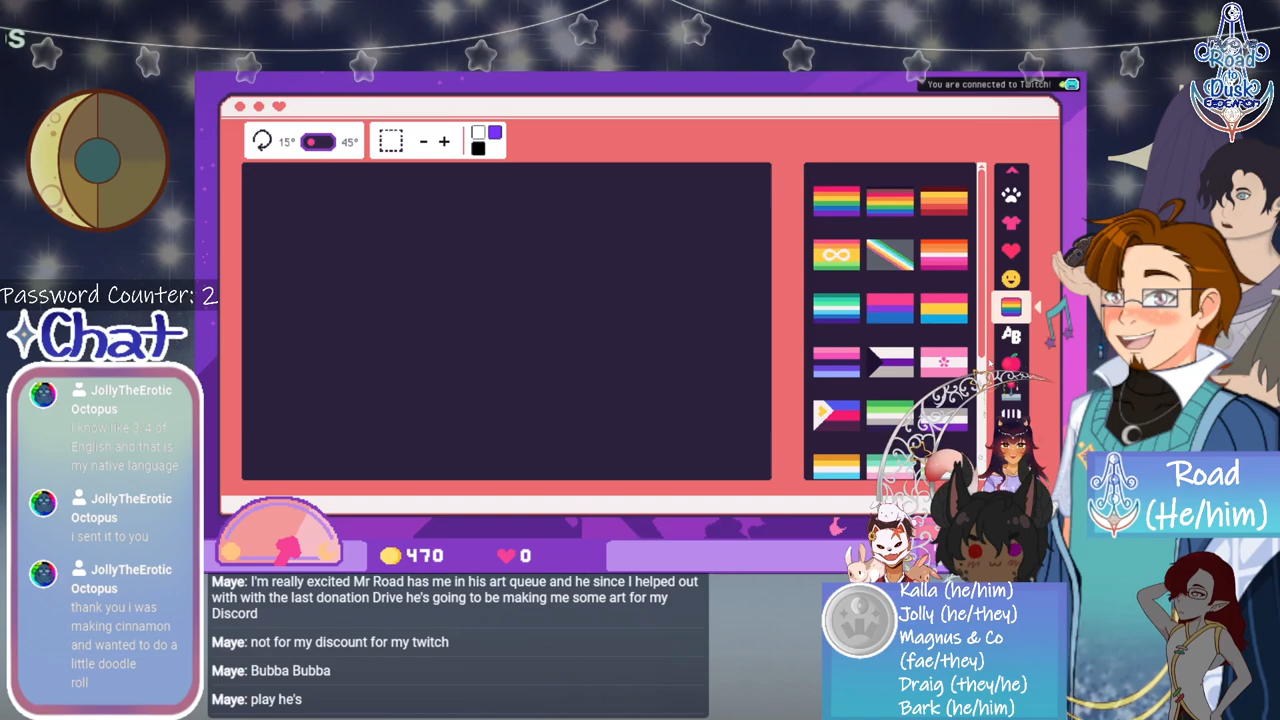 S
You are connected to Twitch!
Road
to
Dusk
15°
45°
AB
Password Counter: 2
Chat
JollyTheErotic
Octopus
I know like 3/4 of
English and that is
my native language
JollyTheErotic
Octopus
i sent it to you
JollyTheErotic
Octopus
thank you i was
making cinnamon
and wanted to do a
little doodle
roll
470
0
Maye: I'm really excited Mr Road has me in his art queue and he since I helped out
with with the last donation Drive he's going to be making me some art for my
Discord
Maye: not for my discount for my twitch
Maye: Bubba Bubba
Maye: play he's
Road
(He/him)
Kalla (he/him)
Jolly (he/they)
Magnus & Co
(fae/they)
Draig (they/he)
Bark (he/him)